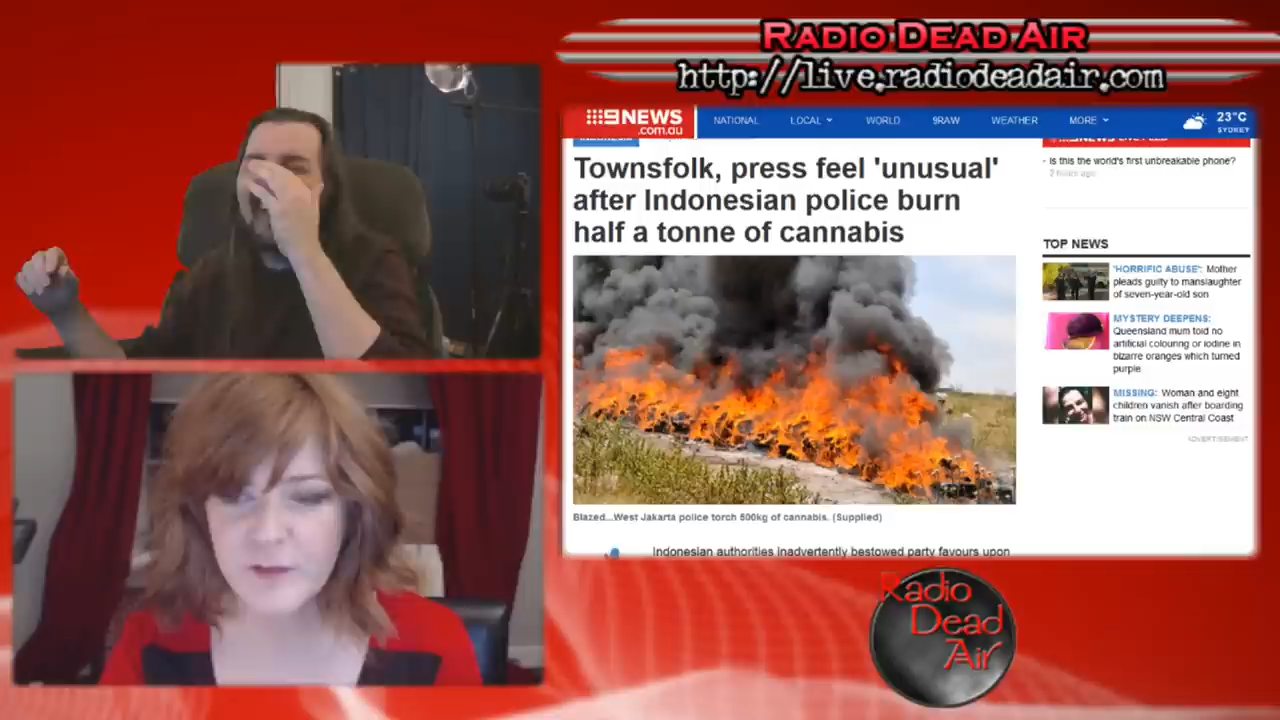 RADIO DEAD AIR
http://live.radiodeadair.com
9NEWS
.com.au
NATIONAL
LOCAL
WORLD
9RAW
WEATHER
MORE
23°C
SYDNEY
Townsfolk, press feel 'unusual'
after Indonesian police burn
half a tonne of cannabis
Blazed...West Jakarta police torch 500kg of cannabis. (Supplied)
Indonesian authorities inadvertently bestowed party favours upon
Is this the world's first unbreakable phone?
2 hours ago
TOP NEWS
'HORRIFIC ABUSE': Mother
pleads guilty to manslaughter
of seven-year-old son
MYSTERY DEEPENS:
Queensland mum told no
artificial colouring or iodine in
bizarre oranges which turned
purple
MISSING: Woman and eight
children vanish after boarding
train on NSW Central Coast
ADVERTISEMENT
Radio
Dead
Air